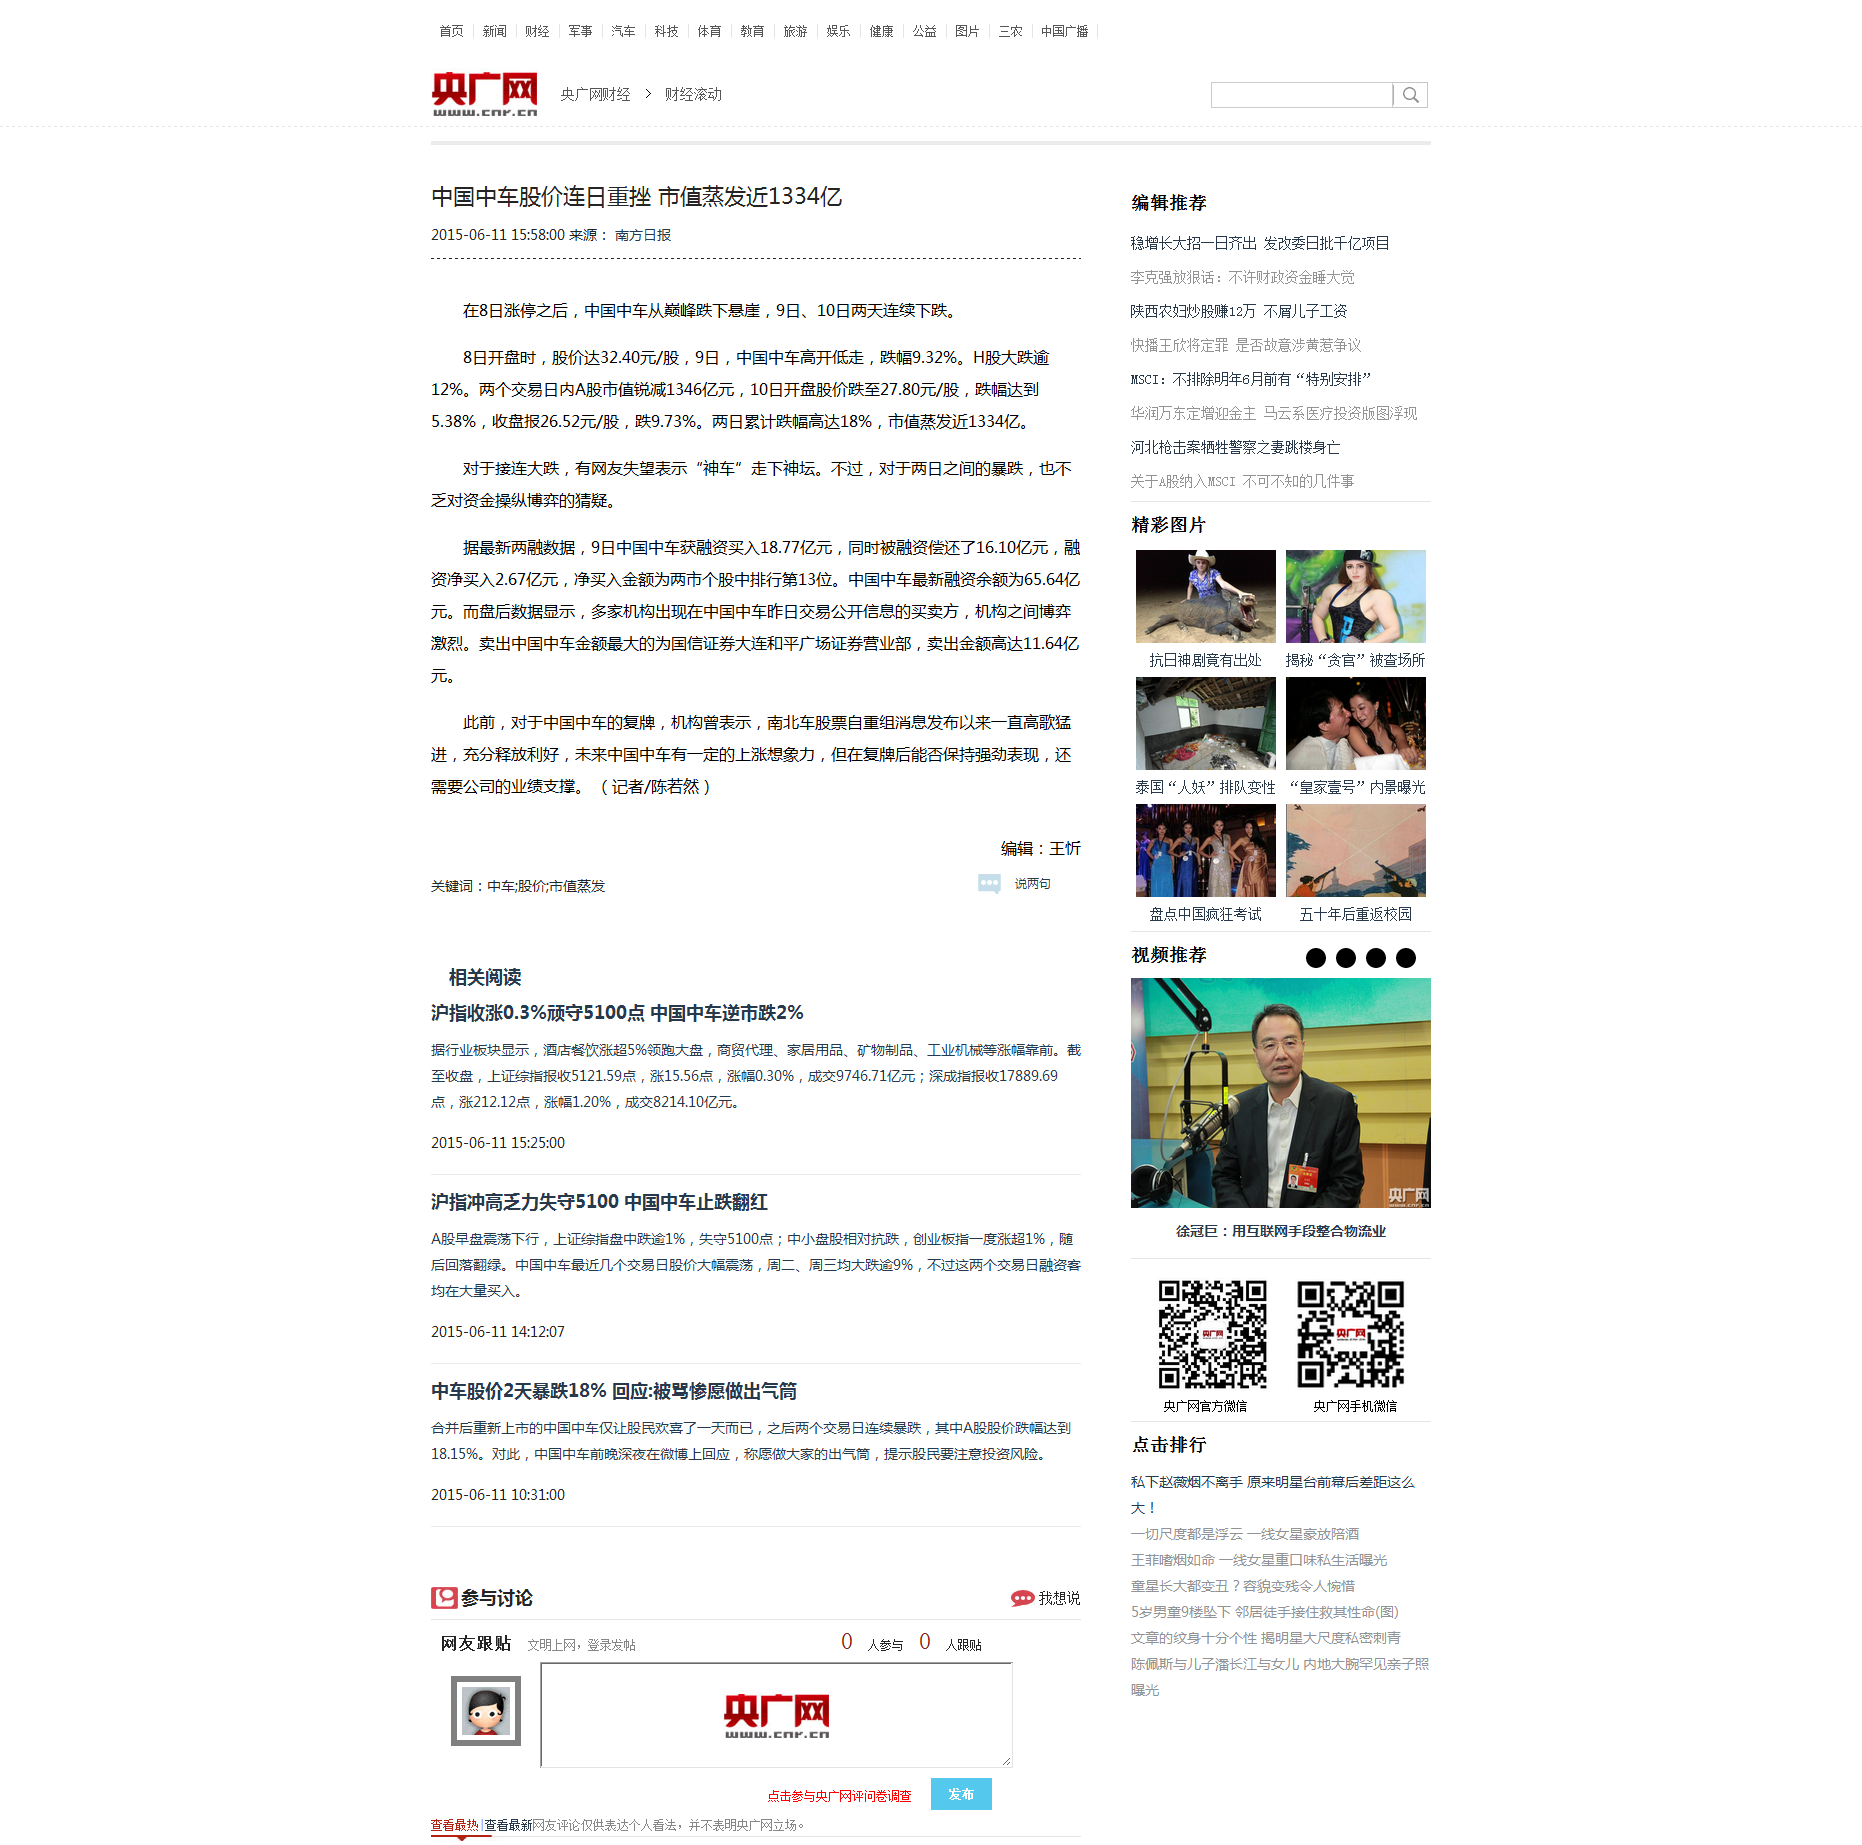 首页 新闻 财经 军事 汽车 科技 体育 教育 旅游 娱乐 健康 公益 图片 三农 中国广播
央广网
www.cnr.cn
央广网财经 > 财经滚动
中国中车股价连日重挫 市值蒸发近1334亿
2015-06-11 15:58:00 来源： 南方日报
在8日涨停之后，中国中车从巅峰跌下悬崖，9日、10日两天连续下跌。
8日开盘时，股价达32.40元/股，9日，中国中车高开低走，跌幅9.32%。H股大跌逾
12%。两个交易日内A股市值锐减1346亿元，10日开盘股价跌至27.80元/股，跌幅达到
5.38%，收盘报26.52元/股，跌9.73%。两日累计跌幅高达18%，市值蒸发近1334亿。
对于接连大跌，有网友失望表示“神车”走下神坛。不过，对于两日之间的暴跌，也不
乏对资金操纵博弈的猜疑。
据最新两融数据，9日中国中车获融资买入18.77亿元，同时被融资偿还了16.10亿元，融
资净买入2.67亿元，净买入金额为两市个股中排行第13位。中国中车最新融资余额为65.64亿
元。而盘后数据显示，多家机构出现在中国中车昨日交易公开信息的买卖方，机构之间博弈
激烈。卖出中国中车金额最大的为国信证券大连和平广场证券营业部，卖出金额高达11.64亿
元。
此前，对于中国中车的复牌，机构曾表示，南北车股票自重组消息发布以来一直高歌猛
进，充分释放利好，未来中国中车有一定的上涨想象力，但在复牌后能否保持强劲表现，还
需要公司的业绩支撑。（记者/陈若然）
编辑：王忻
关键词：中车;股价;市值蒸发
说两句
相关阅读
沪指收涨0.3%顽守5100点 中国中车逆市跌2%
据行业板块显示，酒店餐饮涨超5%领跑大盘，商贸代理、家居用品、矿物制品、工业机械等涨幅靠前。截
至收盘，上证综指报收5121.59点，涨15.56点，涨幅0.30%，成交9746.71亿元；深成指报收17889.69
点，涨212.12点，涨幅1.20%，成交8214.10亿元。
2015-06-11 15:25:00
沪指冲高乏力失守5100 中国中车止跌翻红
A股早盘震荡下行，上证综指盘中跌逾1%，失守5100点；中小盘股相对抗跌，创业板指一度涨超1%，随
后回落翻绿。中国中车最近几个交易日股价大幅震荡，周二、周三均大跌逾9%，不过这两个交易日融资客
均在大量买入。
2015-06-11 14:12:07
中车股价2天暴跌18% 回应:被骂惨愿做出气筒
合并后重新上市的中国中车仅让股民欢喜了一天而已，之后两个交易日连续暴跌，其中A股股价跌幅达到
18.15%。对此，中国中车前晚深夜在微博上回应，称愿做大家的出气筒，提示股民要注意投资风险。
2015-06-11 10:31:00
参与讨论
我想说
网友跟贴 文明上网，登录发帖 0 人参与 0 人跟贴
央广网
www.cnr.cn
点击参与央广网评问卷调查 发布
查看最热|查看最新网友评论仅供表达个人看法，并不表明央广网立场。
编辑推荐
稳增长大招一日齐出 发改委日批千亿项目
李克强放狠话：不许财政资金睡大觉
陕西农妇炒股赚12万 不屑儿子工资
快播王欣将定罪 是否故意涉黄惹争议
MSCI：不排除明年6月前有“特别安排”
华润万东定增迎金主 马云系医疗投资版图浮现
河北枪击案牺牲警察之妻跳楼身亡
关于A股纳入MSCI 不可不知的几件事
精彩图片
抗日神剧竟有出处 揭秘“贪官”被查场所
泰国“人妖”排队变性 “皇家壹号”内景曝光
盘点中国疯狂考试 五十年后重返校园
视频推荐
央广网
www.cnr.cn
徐冠巨：用互联网手段整合物流业
央广网 央广网
央广网官方微信 央广网手机微信
点击排行
私下赵薇烟不离手 原来明星台前幕后差距这么
大！
一切尺度都是浮云 一线女星豪放陪酒
王菲嗜烟如命 一线女星重口味私生活曝光
童星长大都变丑？容貌变残令人惋惜
5岁男童9楼坠下 邻居徒手接住救其性命(图)
文章的纹身十分个性 揭明星大尺度私密刺青
陈佩斯与儿子潘长江与女儿 内地大腕罕见亲子照
曝光